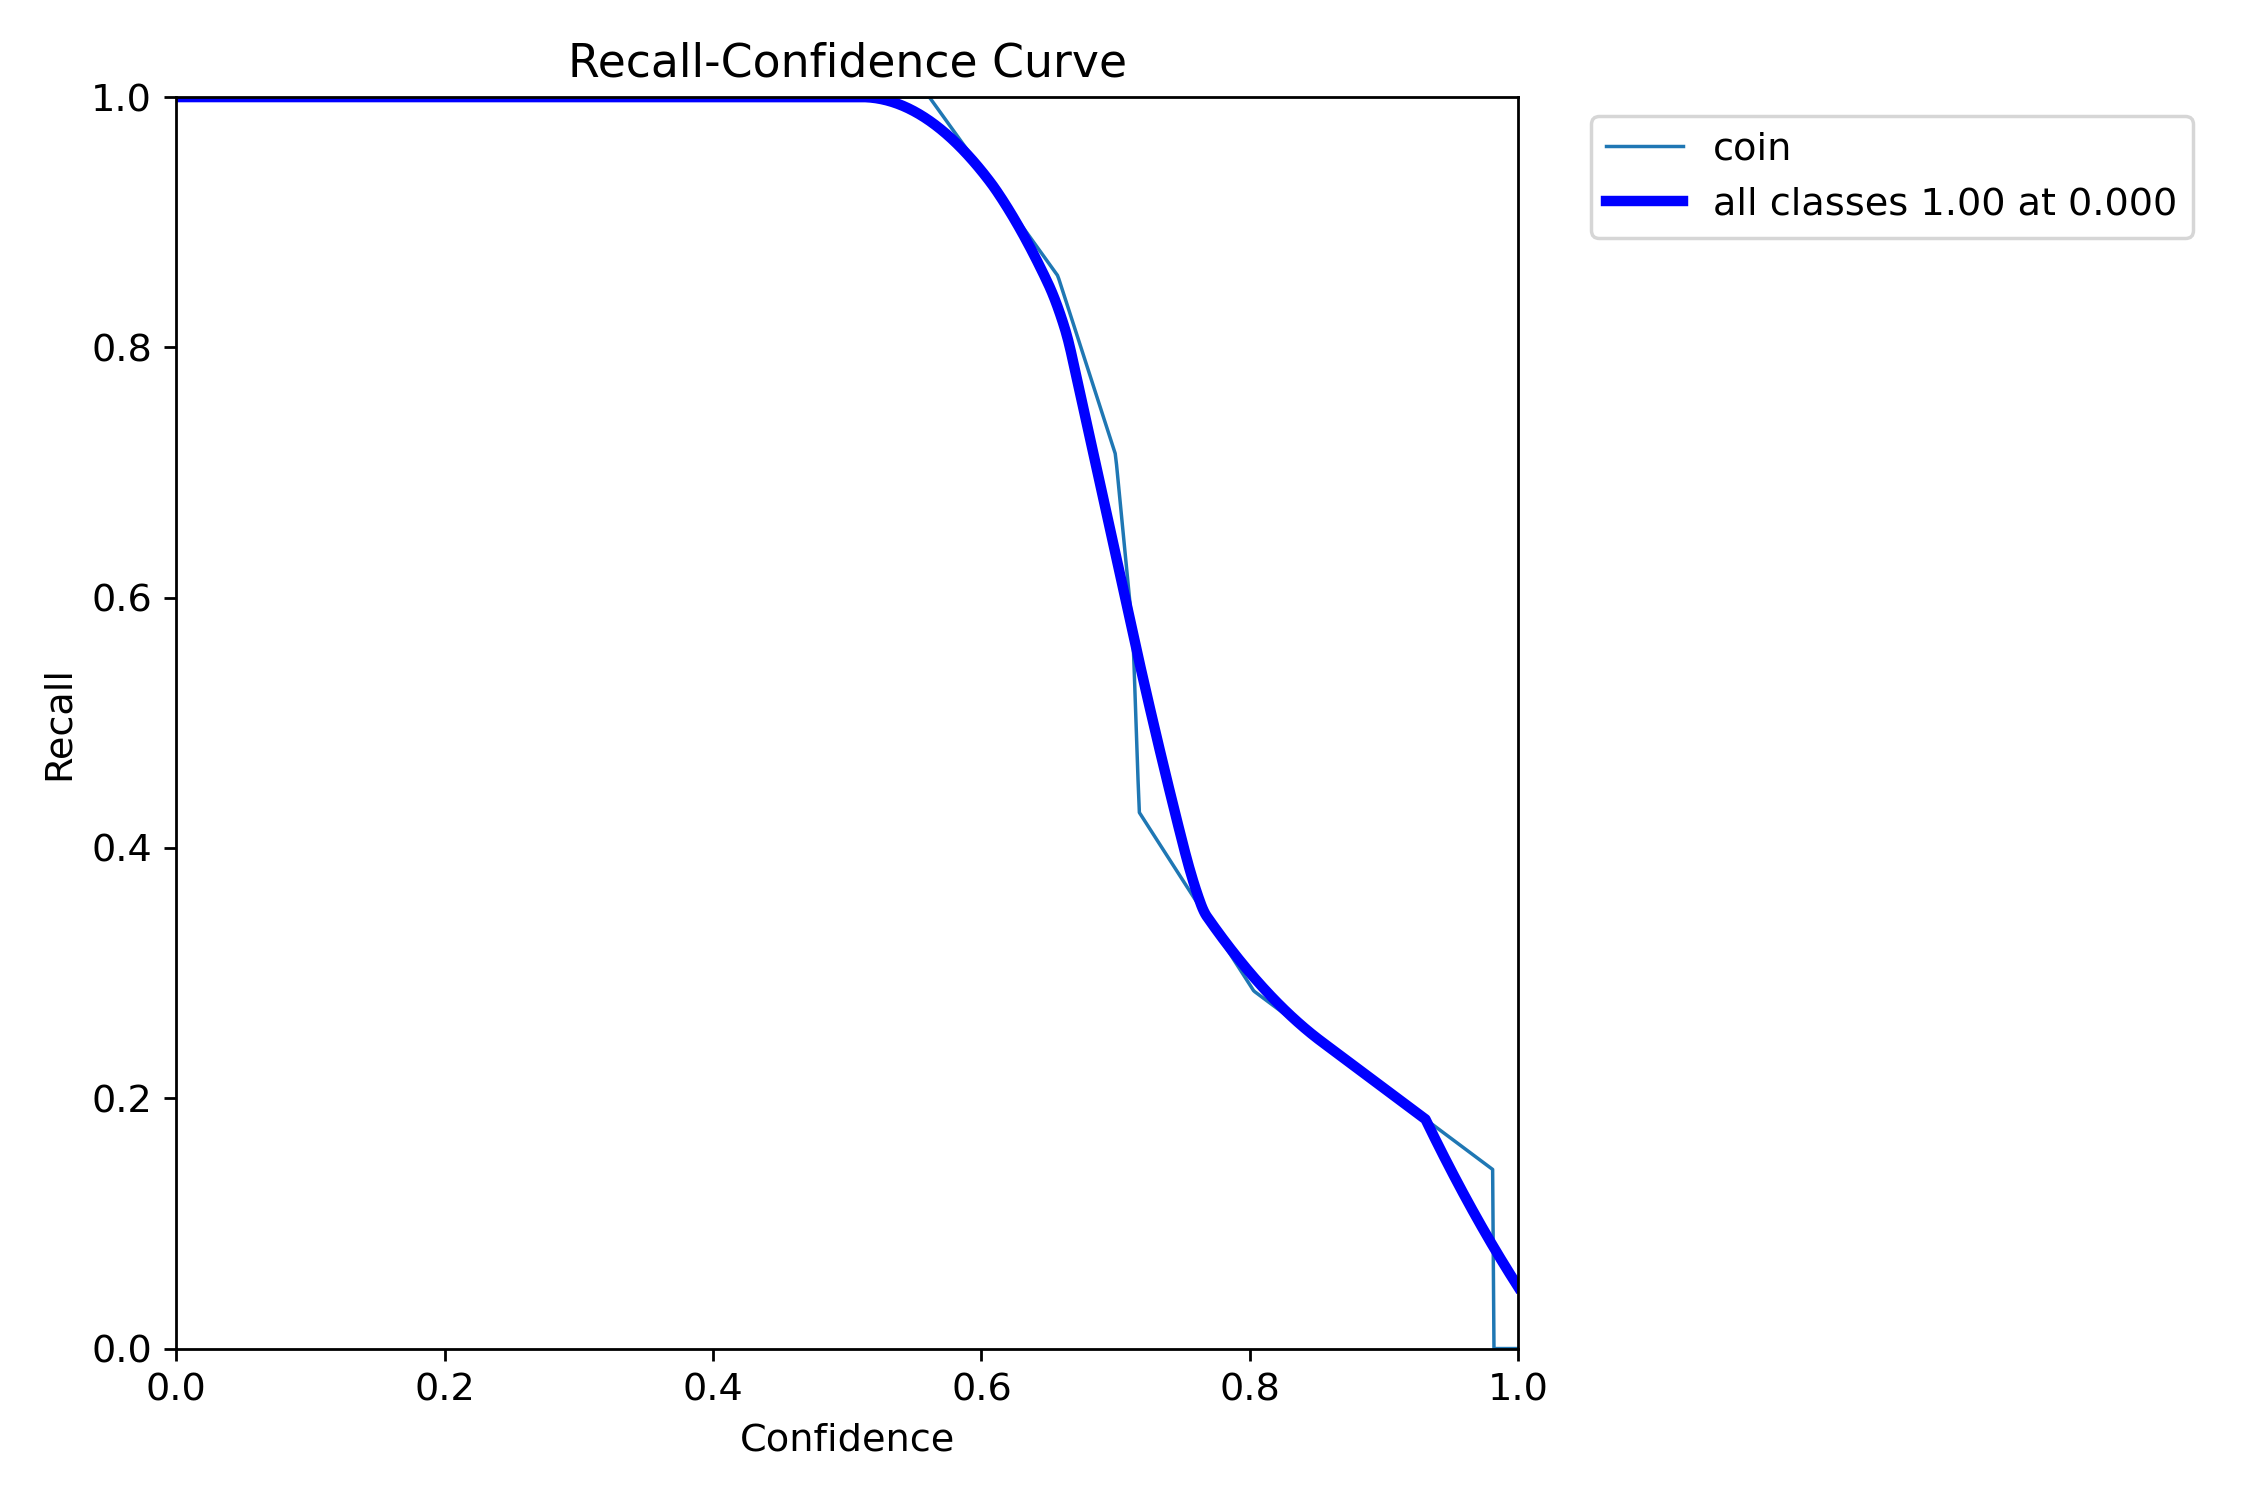 Recall-Confidence Curve
1.0
0.8
0.6
0.4
0.2
0.0
Recall
0.0 0.2 0.4 0.6 0.8 1.0
Confidence
coin
all classes 1.00 at 0.000